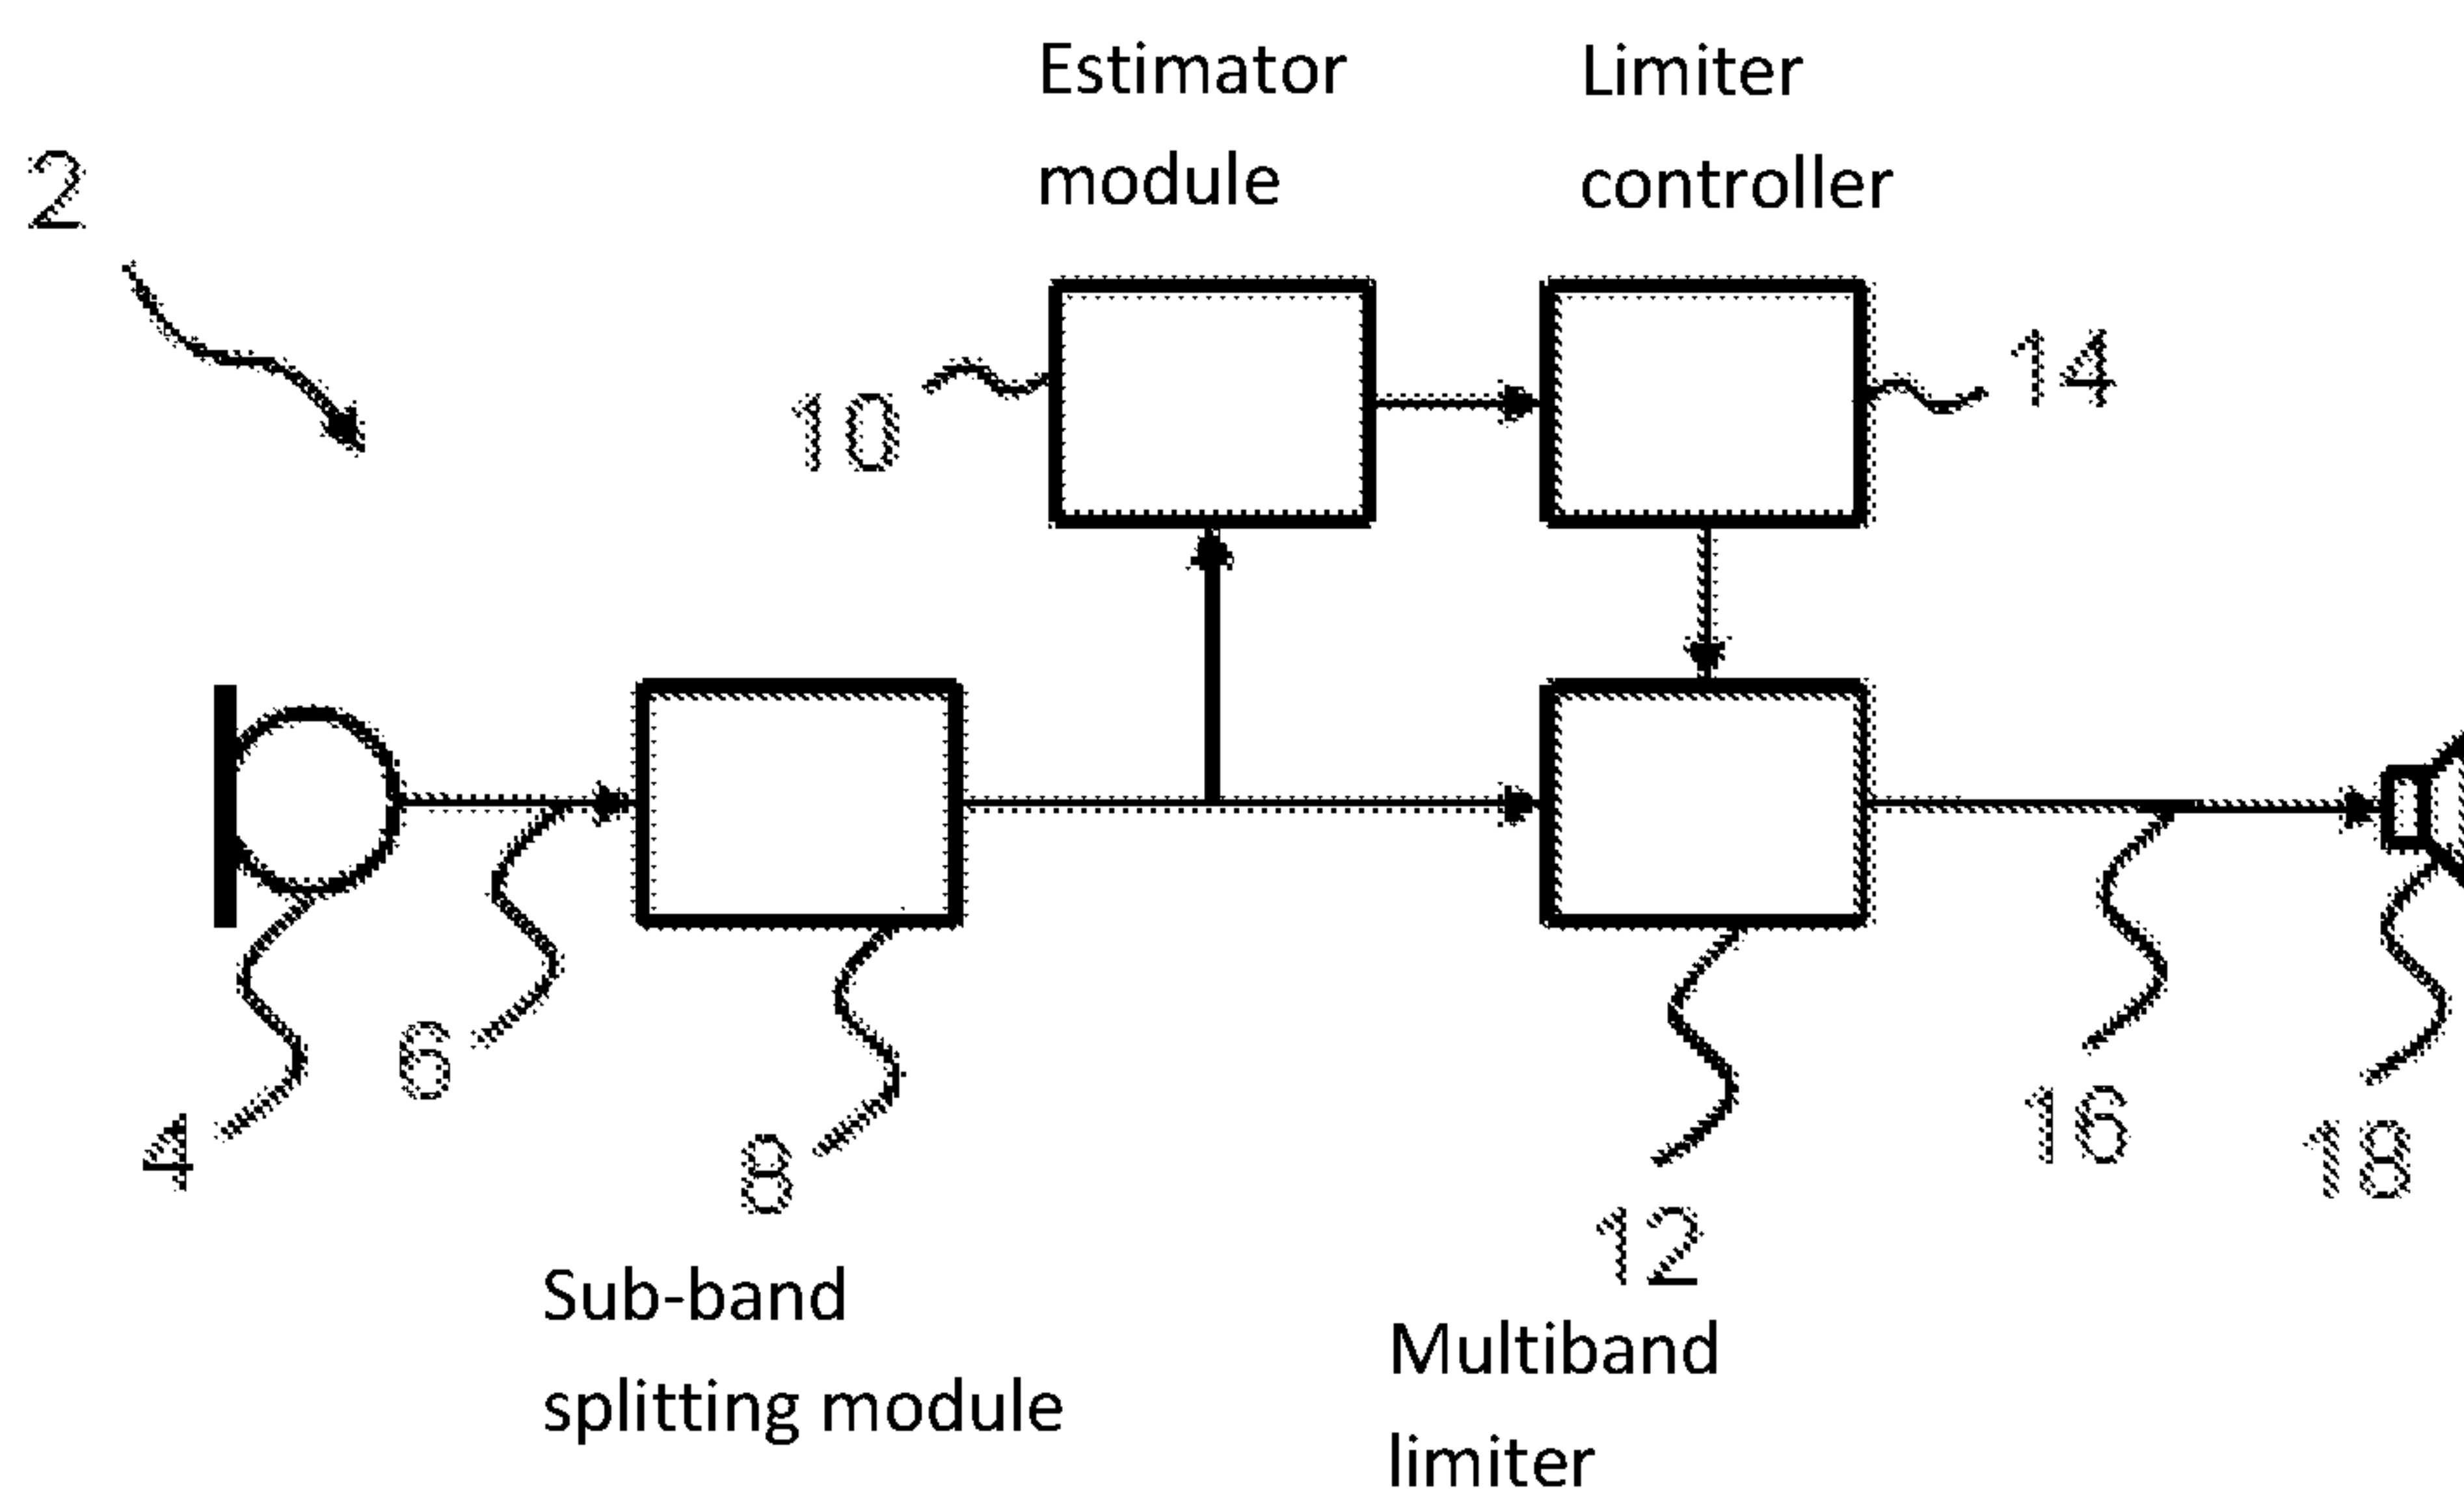 Estimator
module
Limiter
controller
2
10
14
4
6
8
12
16
18
Sub-band
splitting module
Multiband
limiter